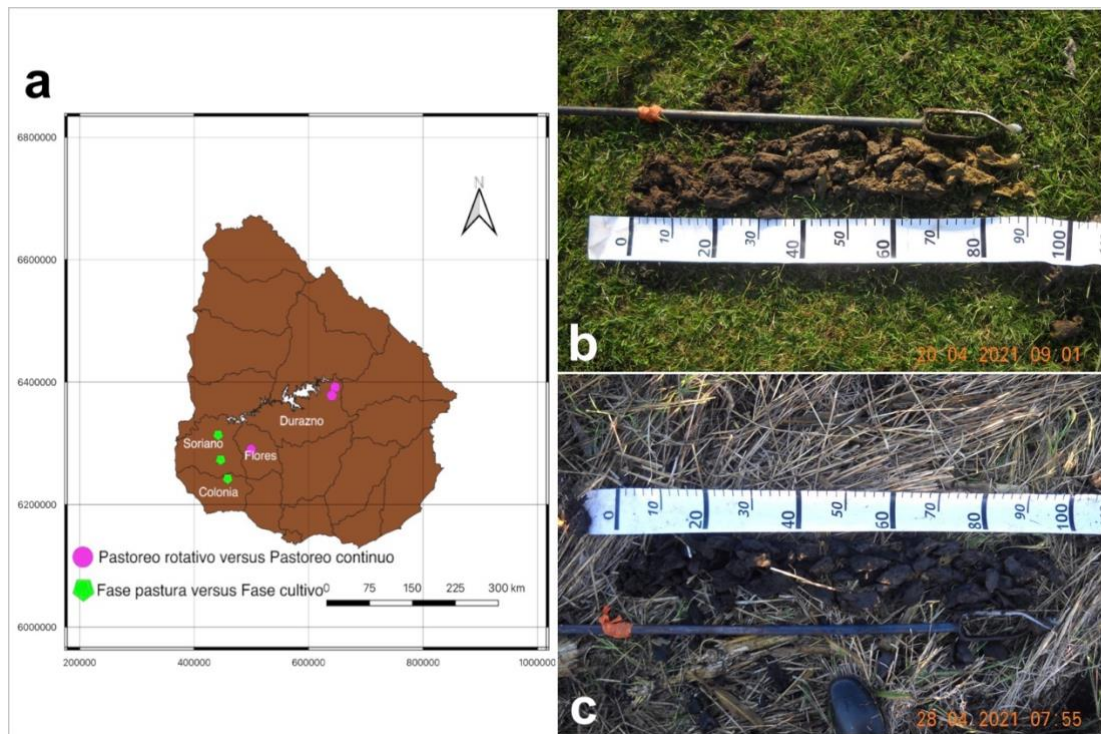 a
6800000
6600000
6400000
6200000
6000000
200000
400000
600000
800000
1000000
N
Durazno
Soriano
Flores
Colonia
Pastoreo rotativo versus Pastoreo continuo
Fase pastura versus Fase cultivo
0 75 150 225 300 km
b
0 10 20 30 40 50 60 70 80 90 100
20 04 2021 09 01
c
0 10 20 30 40 50 60 70 80 90 100
28 04 2021 07 55